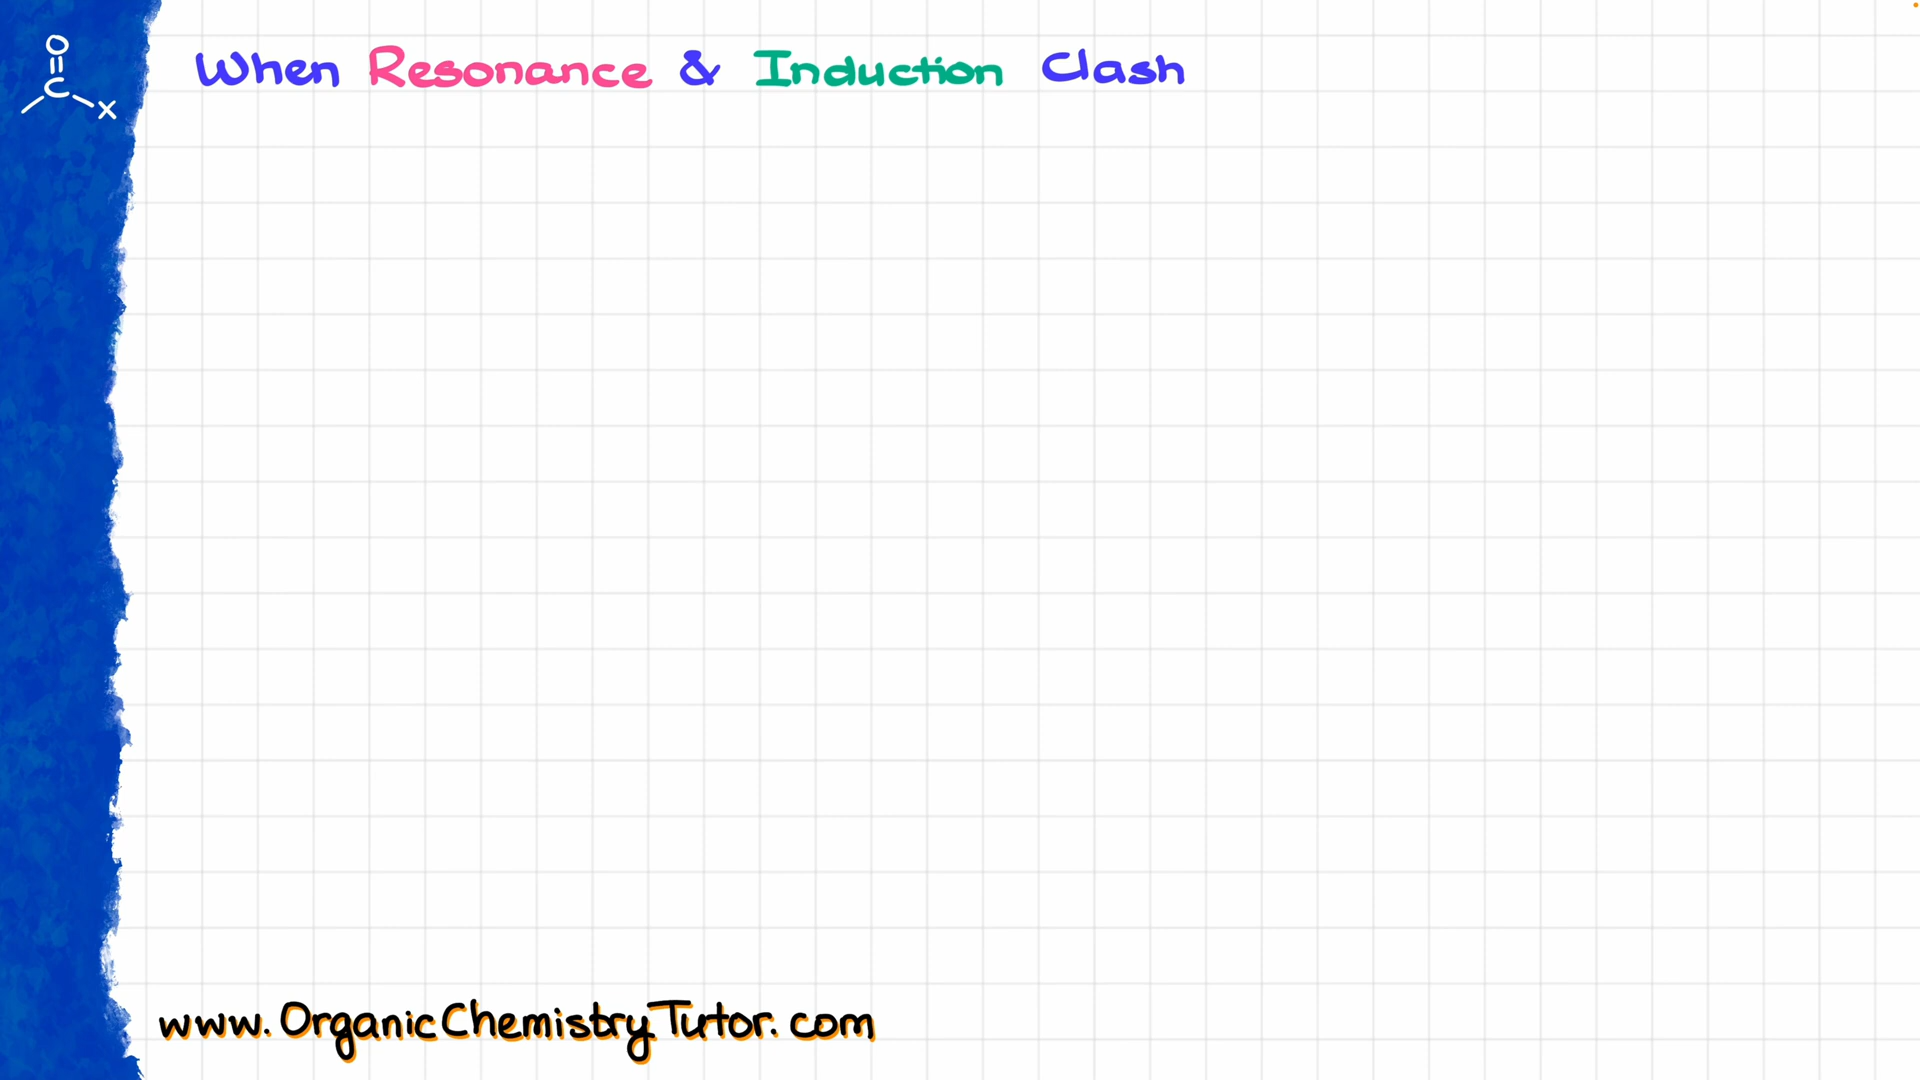 O
C
X
When Resonance & Induction Clash
www.OrganicChemistryTutor.com